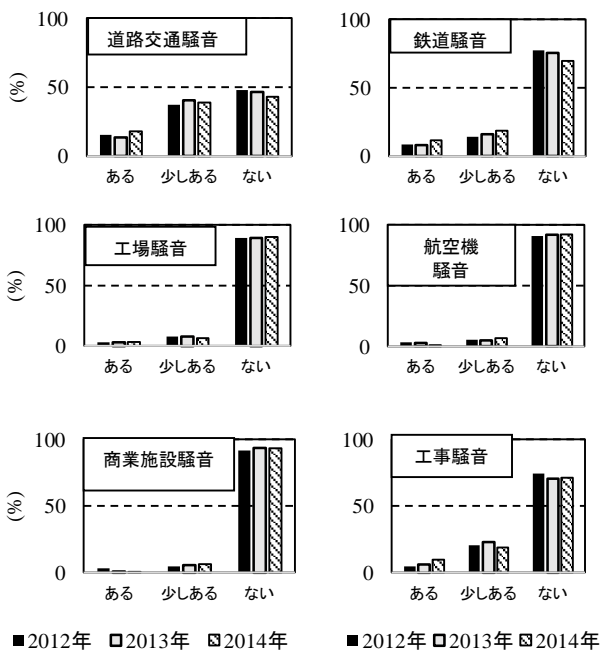 道路交通騒音
100
50
0
(%)
ある 少しある ない
鉄道騒音
100
50
0
ある 少しある ない
工場騒音
100
50
0
(%)
ある 少しある ない
航空機
騒音
100
50
0
ある 少しある ない
商業施設騒音
100
50
0
(%)
ある 少しある ない
工事騒音
100
50
0
ある 少しある ない
2012年 2013年 2014年
2012年 2013年 2014年